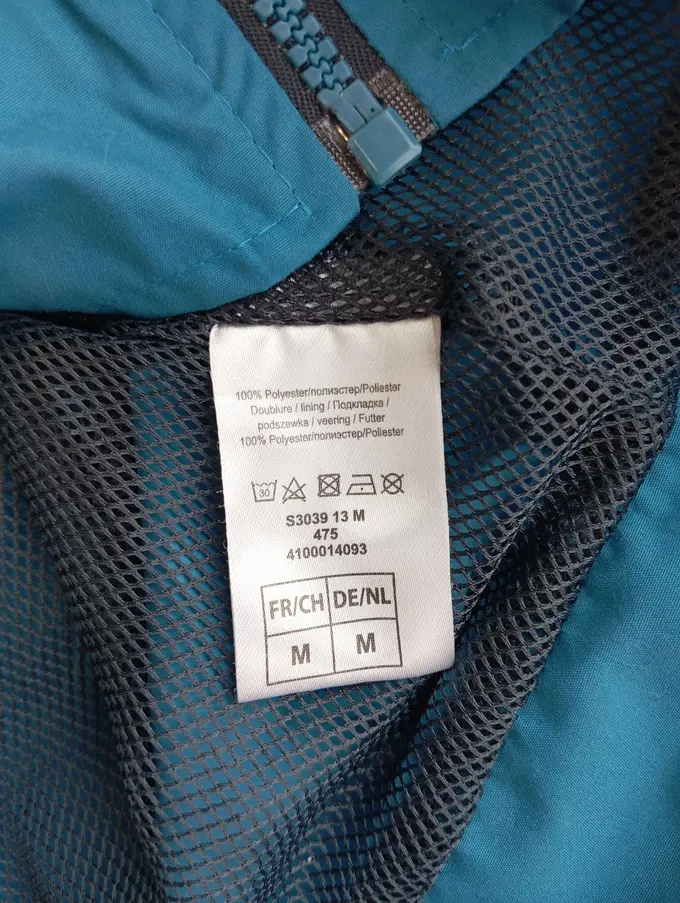 100% Polyester/полиэстер/Poliester
Doublure / lining / Подкладка /
podszewka / veering / Futter
100% Polyester/полиэстер/Poliester
30
S3039 13 M
475
4100014093
FR/CH DE/NL
M M